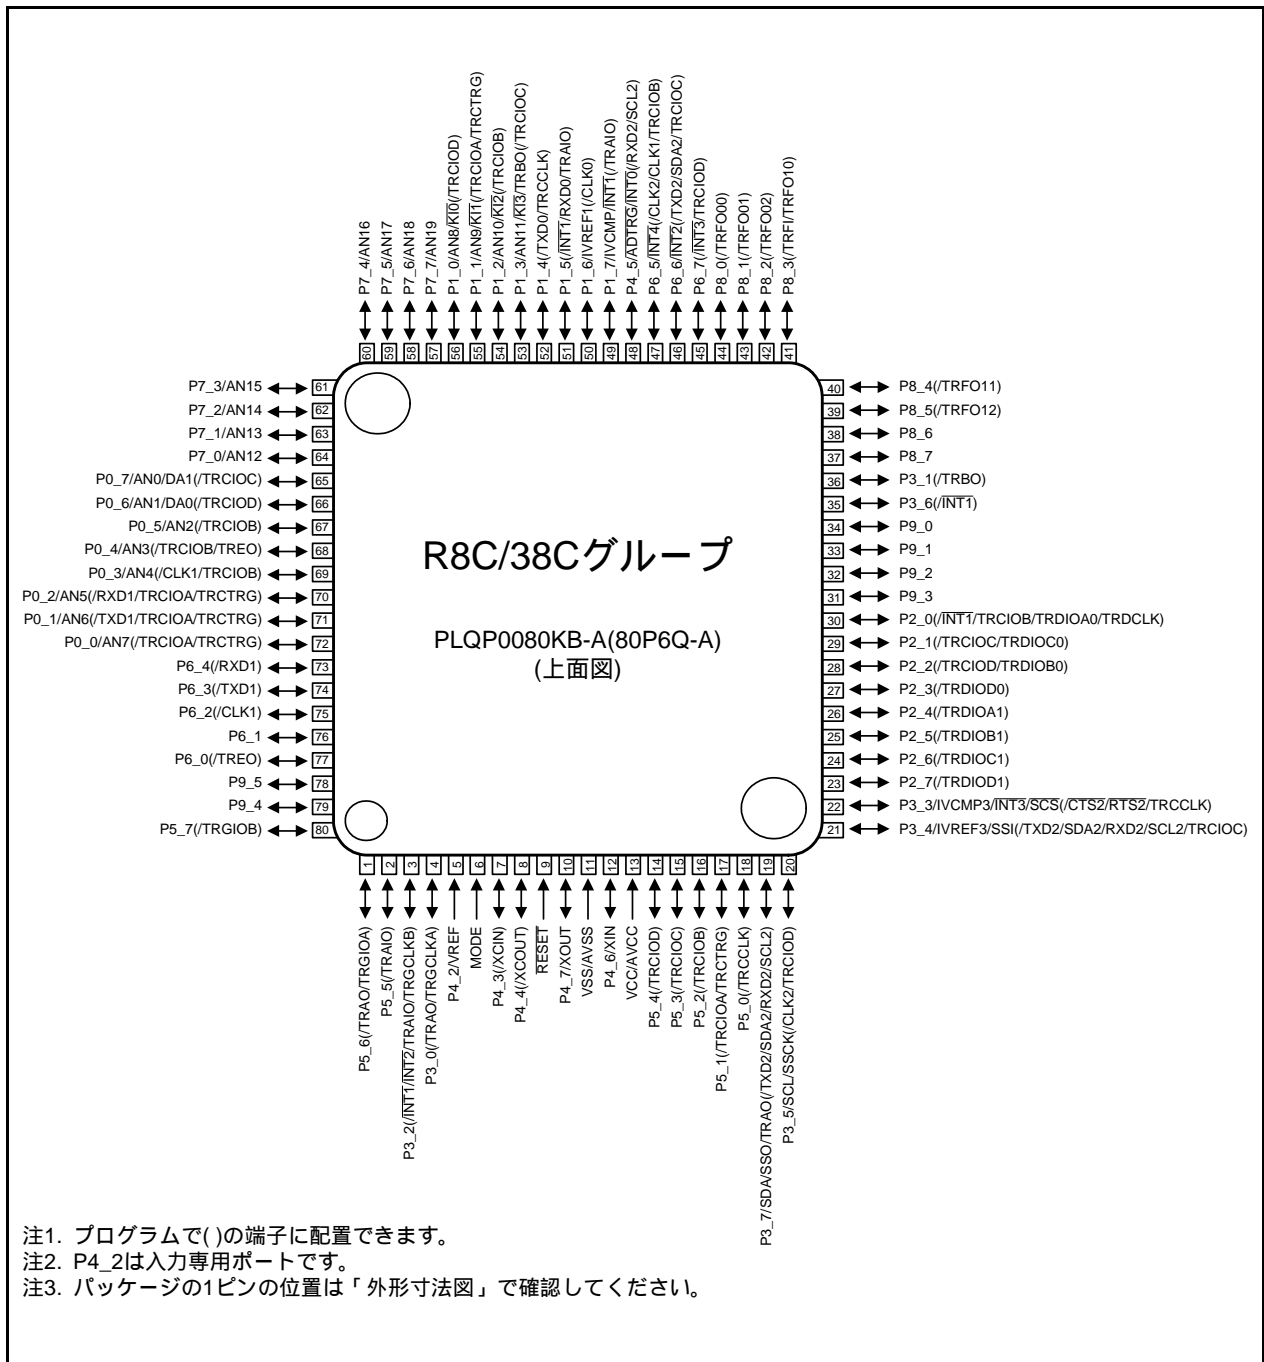 P7_4/AN16
P7_5/AN17
P7_6/AN18
P7_7/AN19
P1_0/AN8/KI0(/TRCIOD)
P1_1/AN9/KI1(/TRCIOA/TRCTRG)
P1_2/AN10/KI2(/TRCIOB)
P1_3/AN11/KI3/TRBO(/TRCIOC)
P1_4(/TXD0/TRCCLK)
P1_5(/INT1/RXD0/TRAIO)
P1_6/IVREF1(/CLK0)
P1_7/IVCMP/INT1(/TRAIO)
P4_5/ADTRG/INT0(/RXD2/SCL2)
P6_5/INT4(/CLK2/CLK1/TRCIOB)
P6_6/INT2(/TXD2/SDA2/TRCIOC)
P6_7(/INT3/TRCIOD)
P8_0(/TRFO00)
P8_1(/TRFO01)
P8_2(/TRFO02)
P8_3(/TRFI/TRFO10)
60 59 58 57 56 55 54 53 52 51 50 49 48 47 46 45 44 43 42 41
P7_3/AN15 61
P7_2/AN14 62
P7_1/AN13 63
P7_0/AN12 64
P0_7/AN0/DA1(/TRCIOC) 65
P0_6/AN1/DA0(/TRCIOD) 66
P0_5/AN2(/TRCIOB) 67
P0_4/AN3(/TRCIOB/TREO) 68
P0_3/AN4(/CLK1/TRCIOB) 69
P0_2/AN5(/RXD1/TRCIOA/TRCTRG) 70
P0_1/AN6(/TXD1/TRCIOA/TRCTRG) 71
P0_0/AN7(/TRCIOA/TRCTRG) 72
P6_4(/RXD1) 73
P6_3(/TXD1) 74
P6_2(/CLK1) 75
P6_1 76
P6_0(/TREO) 77
P9_5 78
P9_4 79
P5_7(/TRGIOB) 80
R8C/38Cグループ
PLQP0080KB-A(80P6Q-A)
(上面図)
40 P8_4(/TRFO11)
39 P8_5(/TRFO12)
38 P8_6
37 P8_7
36 P3_1(/TRBO)
35 P3_6(/INT1)
34 P9_0
33 P9_1
32 P9_2
31 P9_3
30 P2_0(/INT1/TRCIOB/TRDIOA0/TRDCLK)
29 P2_1(/TRCIOC/TRDIOC0)
28 P2_2(/TRCIOD/TRDIOB0)
27 P2_3(/TRDIOD0)
26 P2_4(/TRDIOA1)
25 P2_5(/TRDIOB1)
24 P2_6(/TRDIOC1)
23 P2_7(/TRDIOD1)
22 P3_3/IVCMP3/INT3/SCS(/CTS2/RTS2/TRCCLK)
21 P3_4/IVREF3/SSI(/TXD2/SDA2/RXD2/SCL2/TRCIOC)
1 2 3 4 5 6 7 8 9 10 11 12 13 14 15 16 17 18 19 20
P5_6(/TRAO/TRGIOA)
P5_5(/TRAIO)
P3_2(/INT1/INT2/TRAIO/TRGCLKB)
P3_0(/TRAO/TRGCLKA)
P4_2/VREF
MODE
P4_3(/XCIN)
P4_4(/XCOUT)
RESET
P4_7/XOUT
VSS/AVSS
P4_6/XIN
VCC/AVCC
P5_4(/TRCIOD)
P5_3(/TRCIOC)
P5_2(/TRCIOB)
P5_1(/TRCIOA/TRCTRG)
P5_0(/TRCCLK)
P3_7/SDA/SSO/TRAO(/TXD2/SDA2/RXD2/SCL2)
P3_5/SCL/SSCK(/CLK2/TRCIOD)
注1. プログラムで( )の端子に配置できます。
注2. P4_2は入力専用ポートです。
注3. パッケージの1ピンの位置は「外形寸法図」で確認してください。